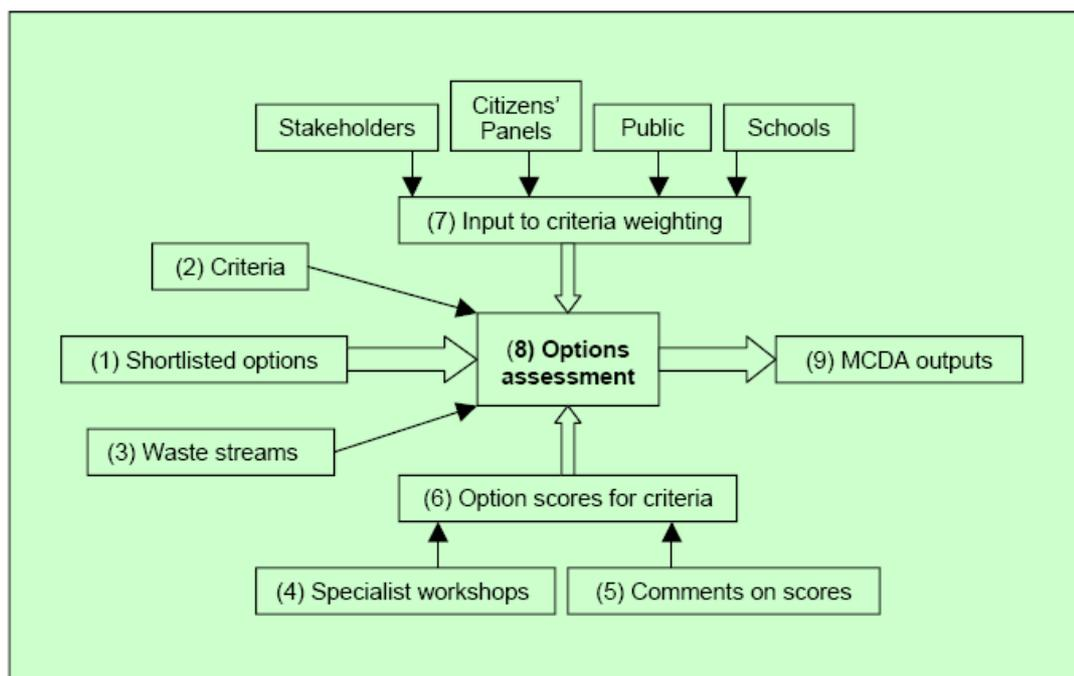 Stakeholders
Citizens'
Panels
Public
Schools
(7) Input to criteria weighting
(2) Criteria
(1) Shortlisted options
(8) Options
assessment
(9) MCDA outputs
(3) Waste streams
(6) Option scores for criteria
(4) Specialist workshops
(5) Comments on scores